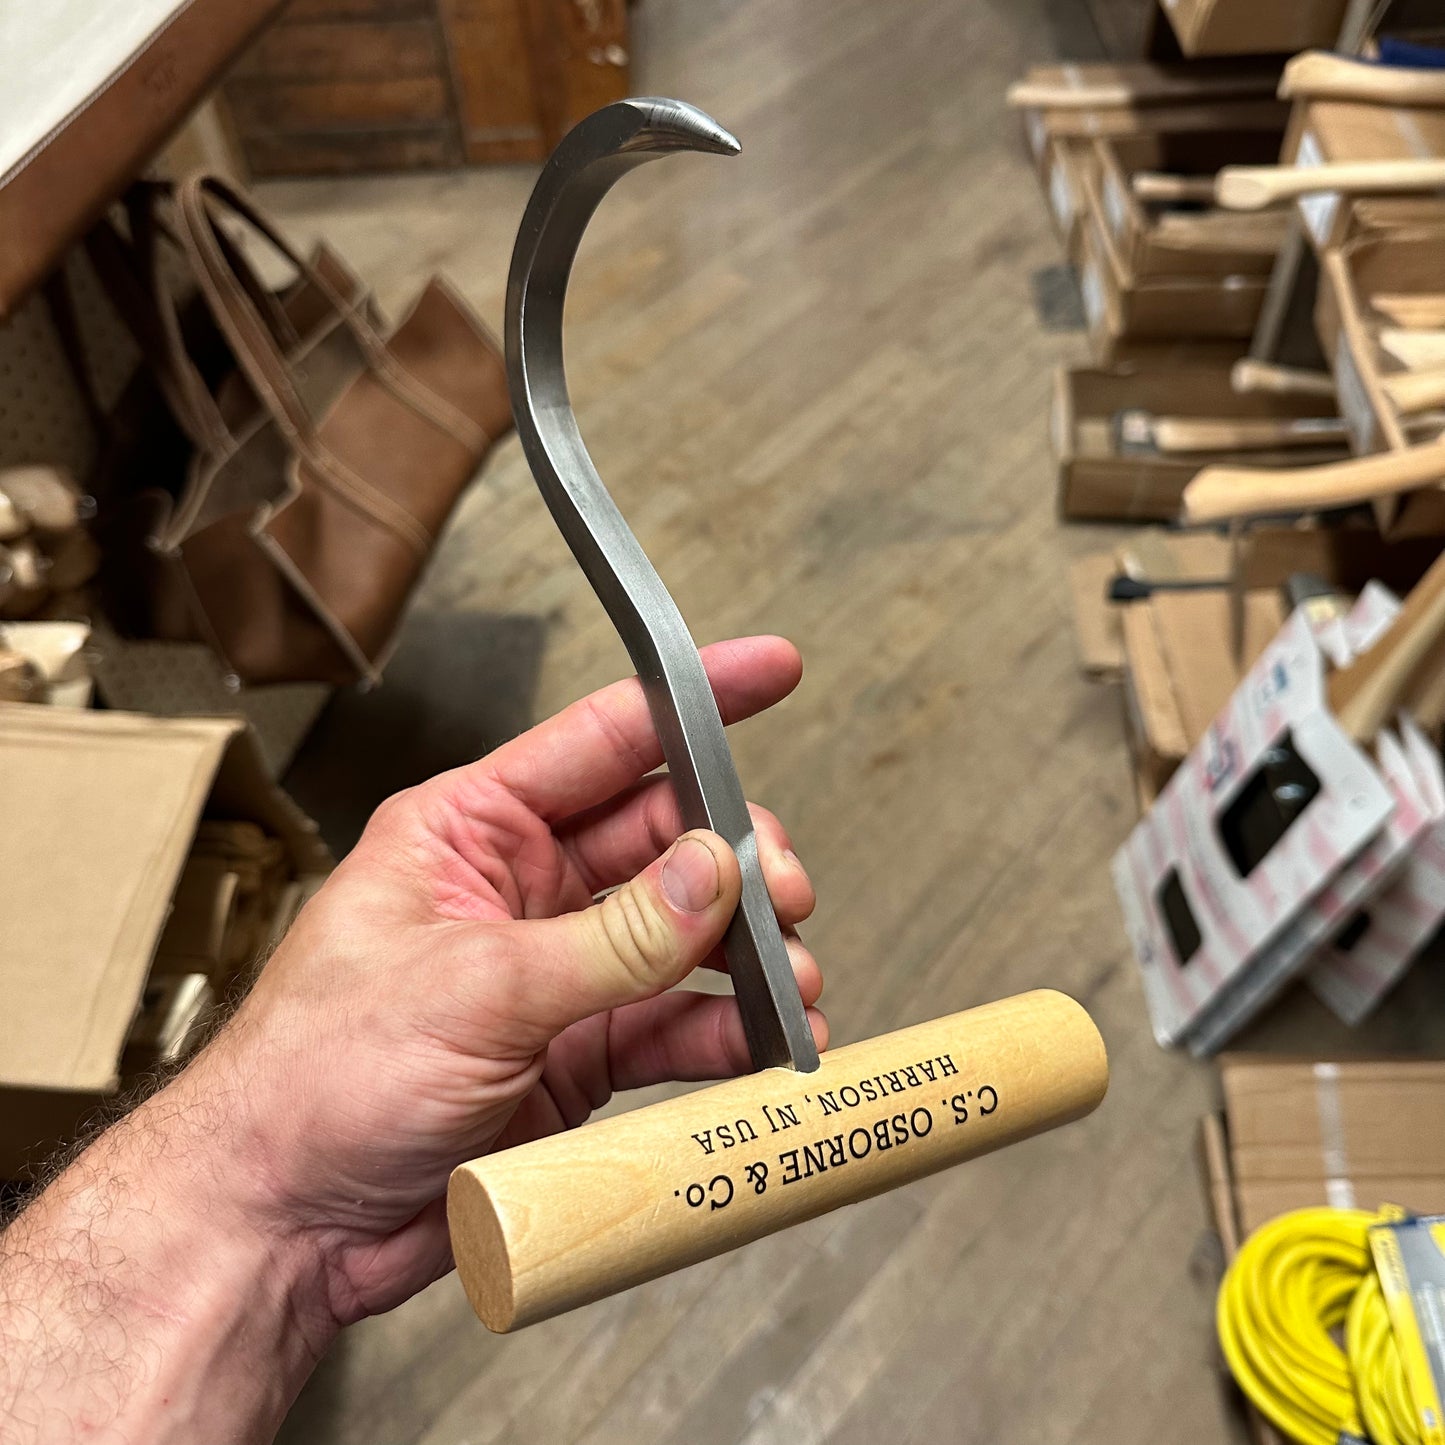 C.S. OSBORNE & Co.
HARRISON, NJ USA